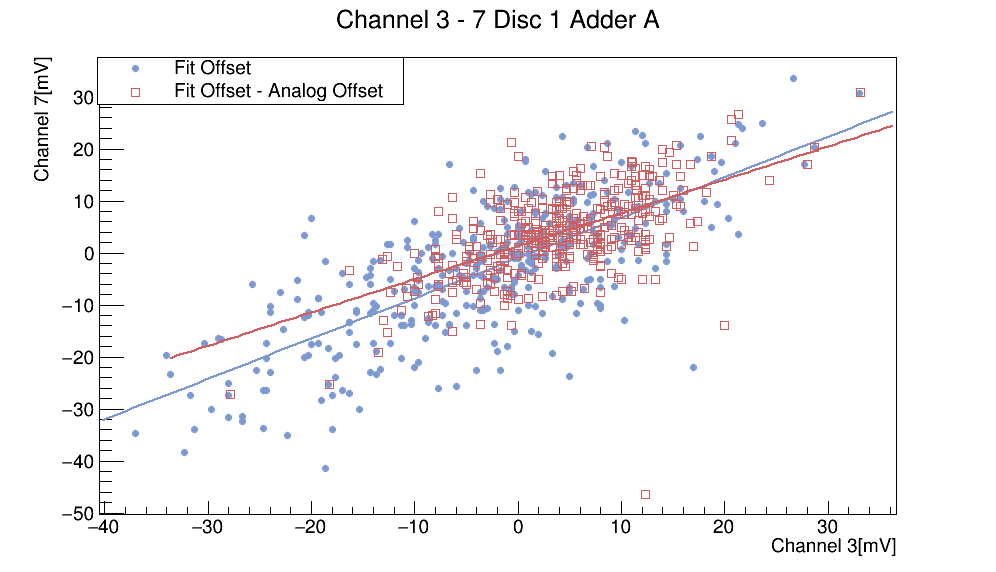 Channel 3 - 7 Disc 1 Adder A
Channel 7[mV]
Fit Offset
Fit Offset - Analog Offset
30
20
10
0
−10
−20
−30
−40
−50
−40 −30 −20 −10 0 10 20 30
Channel 3[mV]